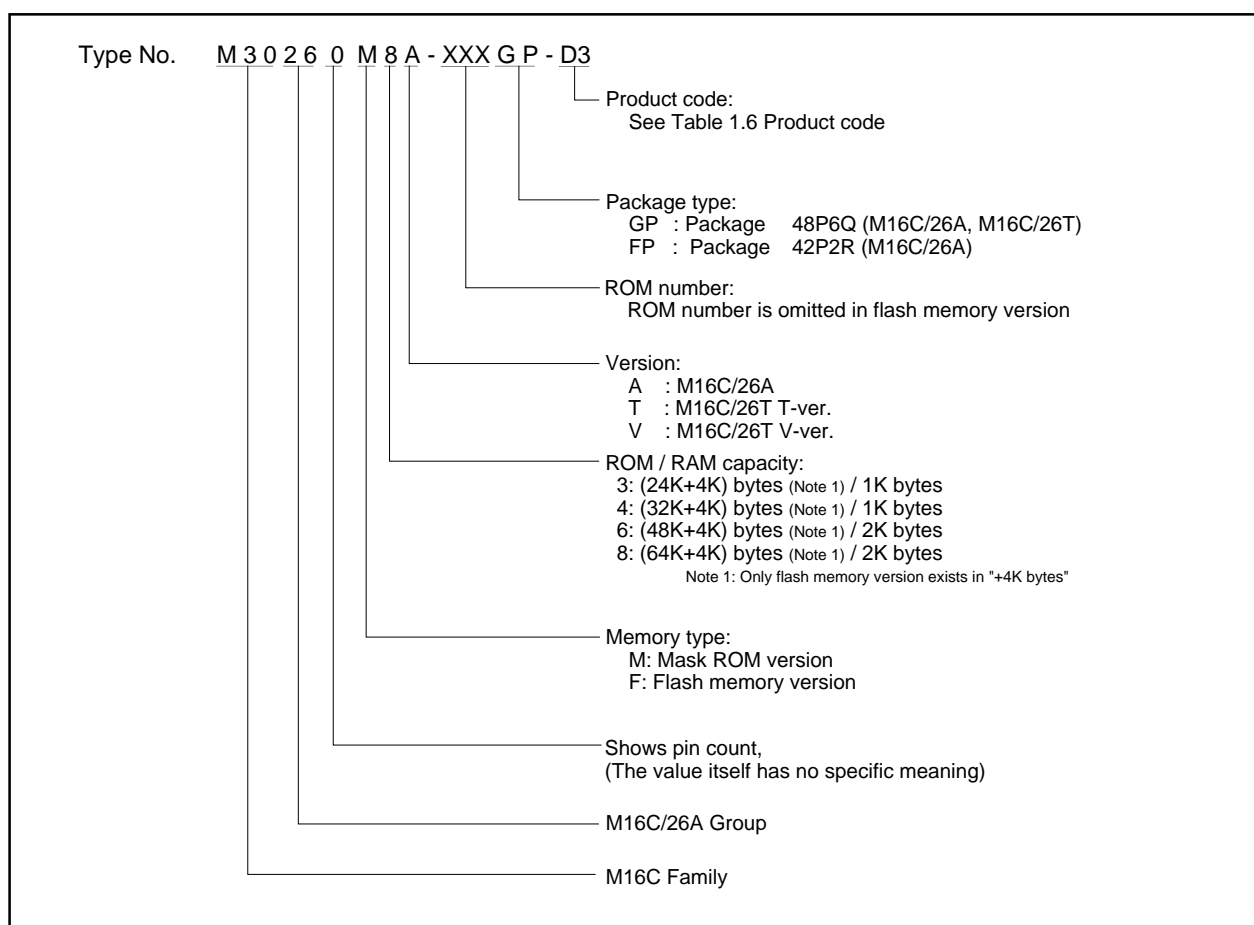 Type No. M 3 0 2 6 0 M 8 A - XXX G P - D3
Product code:
See Table 1.6 Product code
Package type:
GP : Package 48P6Q (M16C/26A, M16C/26T)
FP : Package 42P2R (M16C/26A)
ROM number:
ROM number is omitted in flash memory version
Version:
A : M16C/26A
T : M16C/26T T-ver.
V : M16C/26T V-ver.
ROM / RAM capacity:
3: (24K+4K) bytes (Note 1) / 1K bytes
4: (32K+4K) bytes (Note 1) / 1K bytes
6: (48K+4K) bytes (Note 1) / 2K bytes
8: (64K+4K) bytes (Note 1) / 2K bytes
Note 1: Only flash memory version exists in "+4K bytes"
Memory type:
M: Mask ROM version
F: Flash memory version
Shows pin count,
(The value itself has no specific meaning)
M16C/26A Group
M16C Family